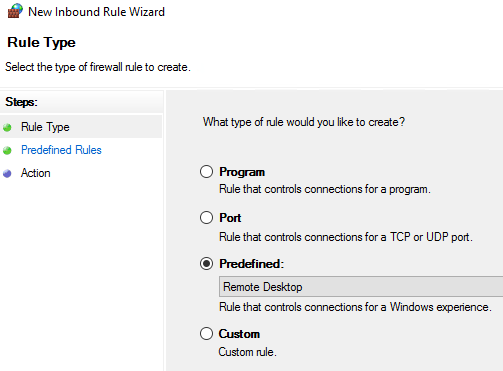 New Inbound Rule Wizard
Rule Type
Select the type of firewall rule to create.
Steps:
Rule Type
Predefined Rules
Action
What type of rule would you like to create?
Program
Rule that controls connections for a program.
Port
Rule that controls connections for a TCP or UDP port.
Predefined:
Remote Desktop
Rule that controls connections for a Windows experience.
Custom
Custom rule.